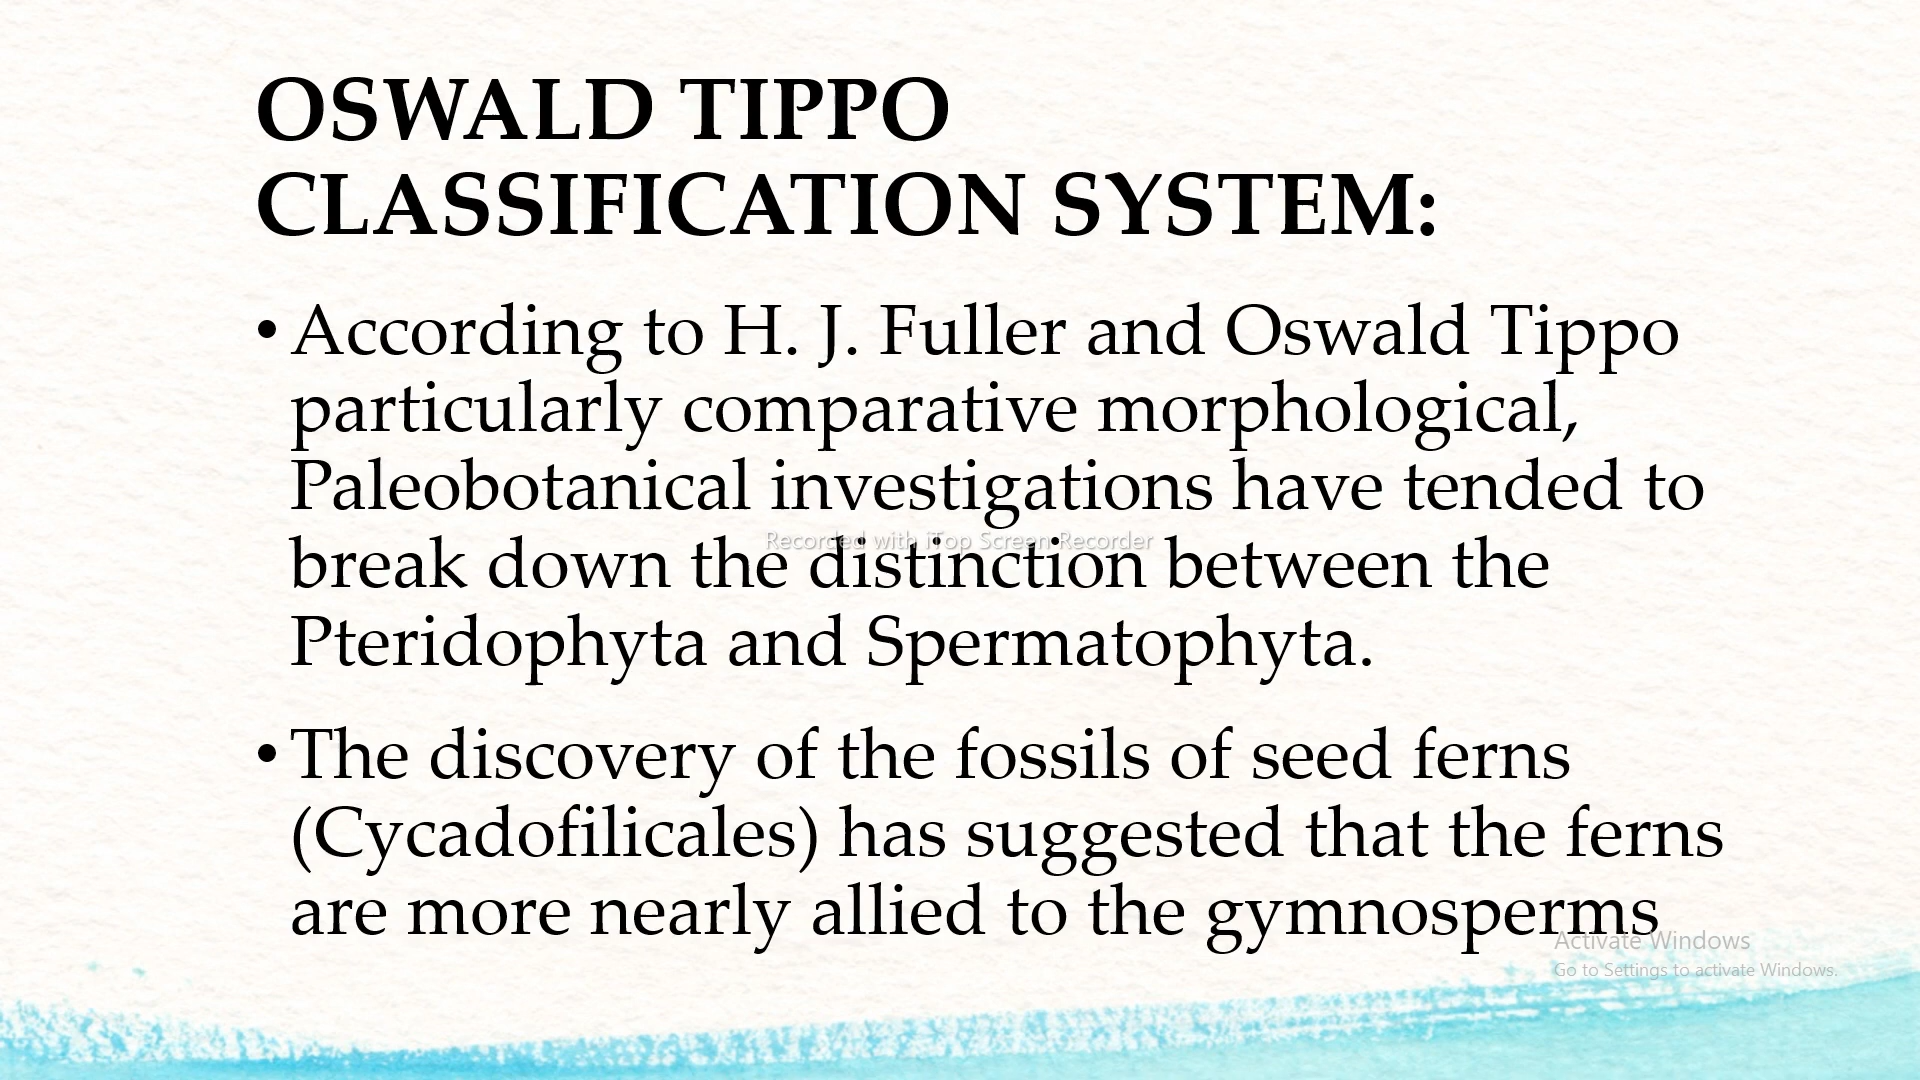 OSWALD TIPPO
CLASSIFICATION SYSTEM:
• According to H. J. Fuller and Oswald Tippo
particularly comparative morphological,
Paleobotanical investigations have tended to
Recorded with iTop Screen Recorder
break down the distinction between the
Pteridophyta and Spermatophyta.
• The discovery of the fossils of seed ferns
(Cycadofilicales) has suggested that the ferns
are more nearly allied to the gymnosperms
Activate Windows
Go to Settings to activate Windows.